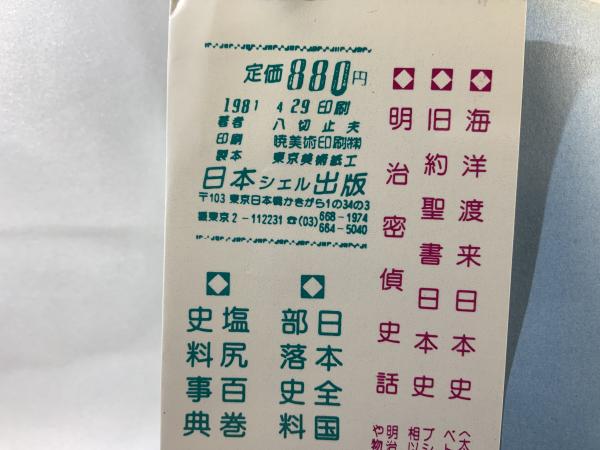 定価880円
1981 4 29 印刷
著者 八切止夫
印刷 暁美術印刷㈱
製本 東京美術紙工
日本シェル出版
〒103 東京日本橋かきがら1の34の3
振東京2-112231 ☎(03) 668-1974
664-5040
◇海洋渡来日本史
◇旧約聖書日本史
◇明治密偵史話
◇日本全国
部落史料
◇塩尻百巻
史料事典